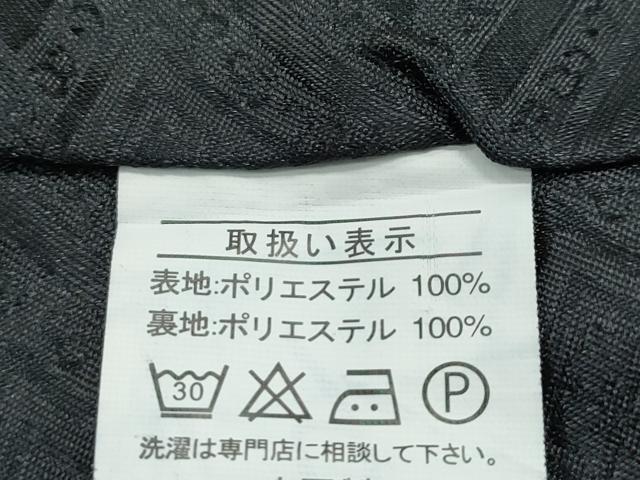 取扱い表示
表地:ポリエステル 100%
裏地:ポリエステル 100%
30 P
洗濯は専門店に相談して下さい。